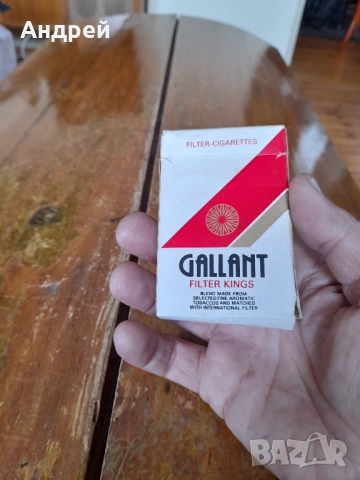 Андрей
FILTER-CIGARETTES
GALLANT
FILTER KINGS
BLEND MADE FROM
SELECTED FINE AROMATIC
TOBACCOS AND MATCHED
WITH INTERNATIONAL FILTER
BAZAR